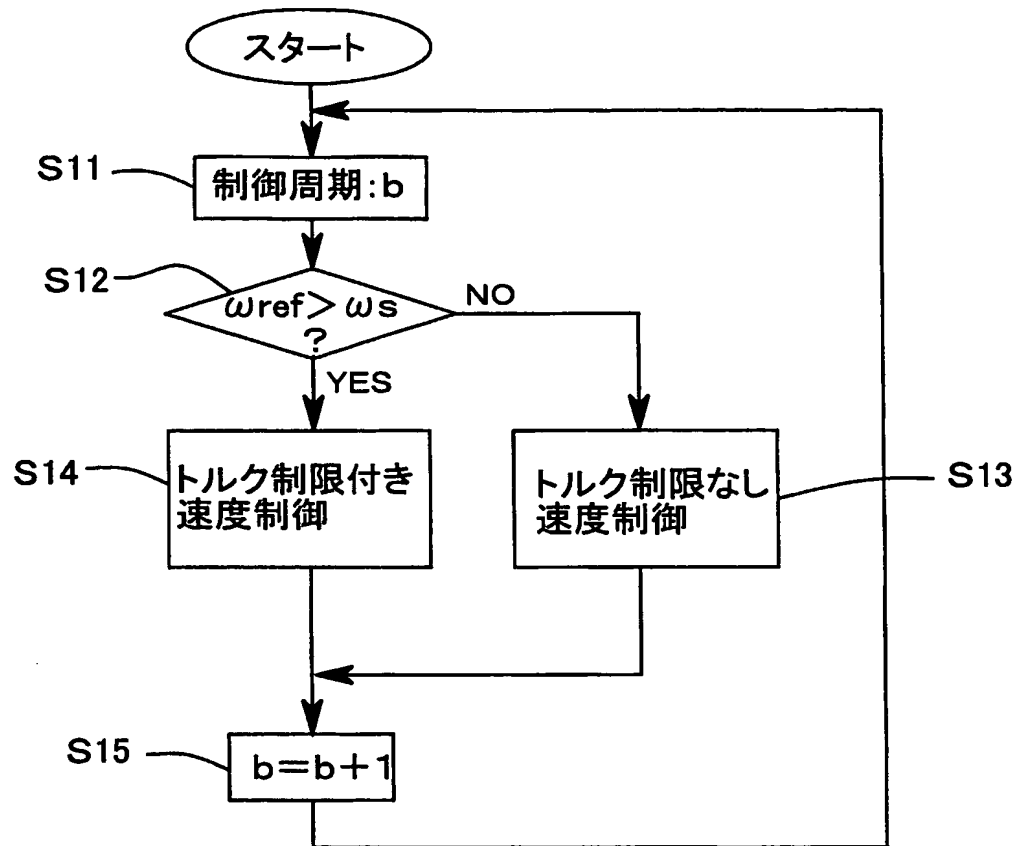 スタート
S11
制御周期:b
S12
ωref>ωs
?
NO
YES
S14
トルク制限付き
速度制御
トルク制限なし
速度制御
S13
S15
b=b+1